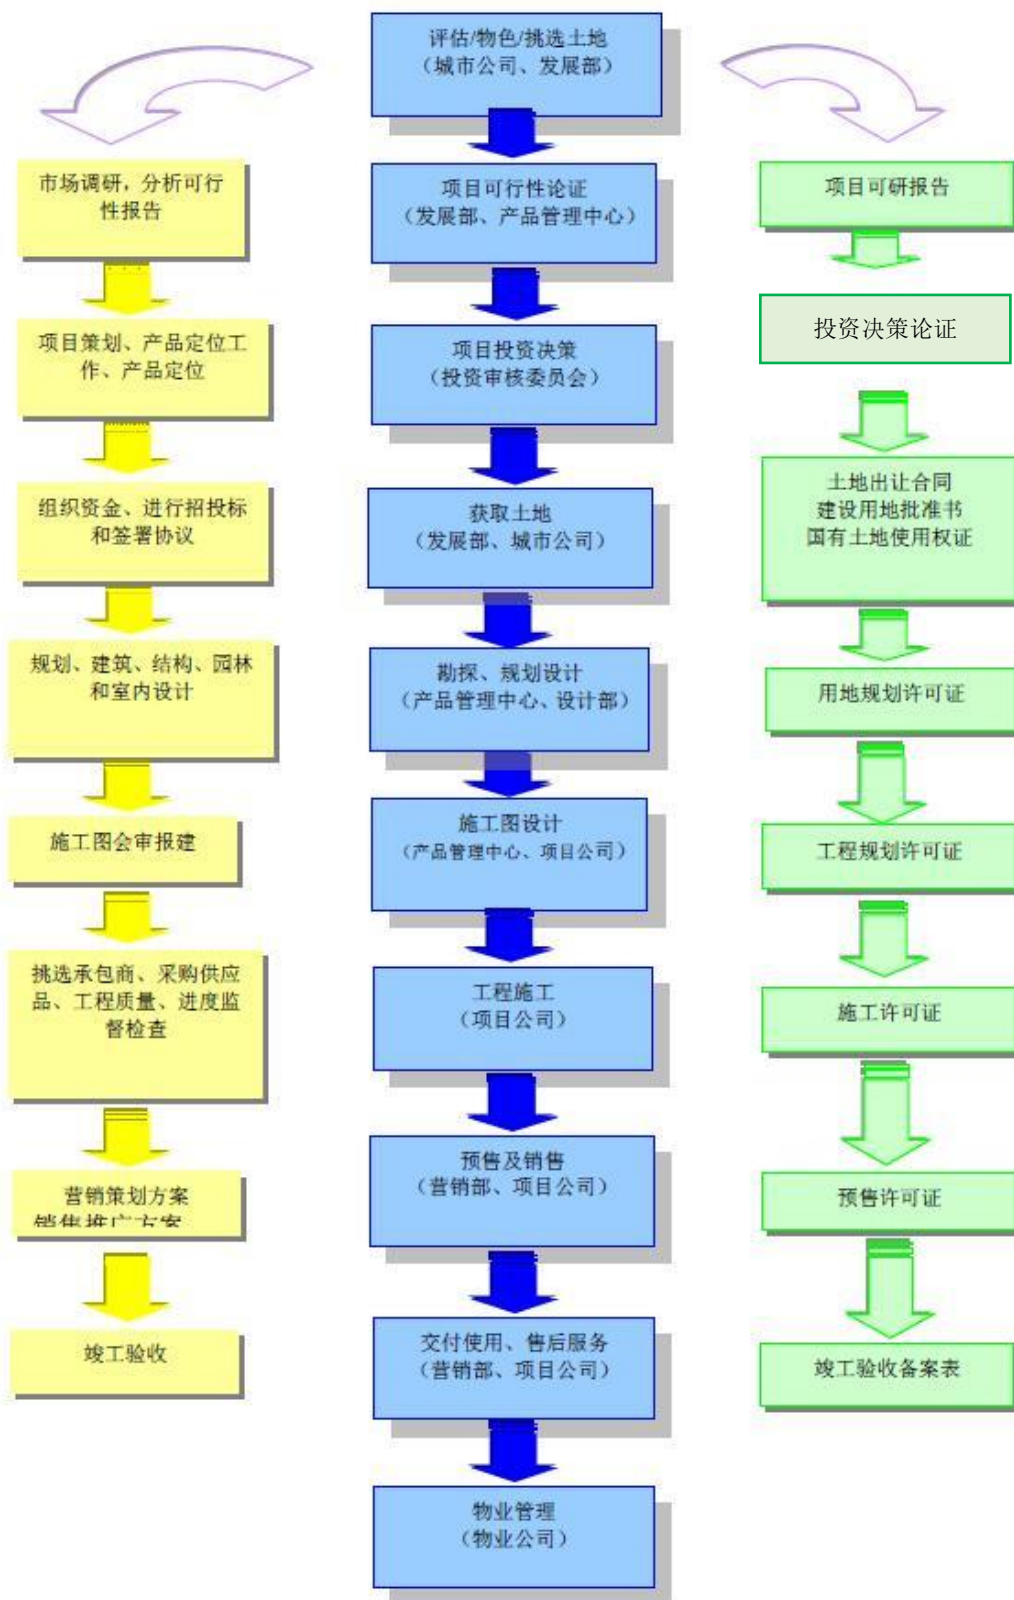 评估/物色/挑选土地
（城市公司、发展部）
市场调研，分析可行
性报告
项目可行性论证
（发展部、产品管理中心）
项目可研报告
投资决策论证
项目策划、产品定位工
作、产品定位
项目投资决策
（投资审核委员会）
组织资金、进行招投标
和签署协议
获取土地
（发展部、城市公司）
土地出让合同
建设用地批准书
国有土地使用权证
规划、建筑、结构、园林
和室内设计
勘探、规划设计
（产品管理中心、设计部）
用地规划许可证
施工图会审报建
施工图设计
（产品管理中心、项目公司）
工程规划许可证
挑选承包商、采购供应
品、工程质量、进度监
督检查
工程施工
（项目公司）
施工许可证
营销策划方案
销售推广方案
预售及销售
（营销部、项目公司）
预售许可证
竣工验收
交付使用、售后服务
（营销部、项目公司）
竣工验收备案表
物业管理
（物业公司）